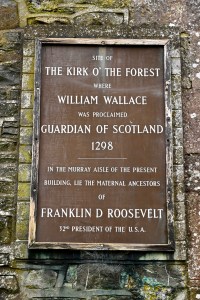 SITE OF
THE KIRK O' THE FOREST
WHERE
WILLIAM WALLACE
WAS PROCLAIMED
GUARDIAN OF SCOTLAND
1298
IN THE MURRAY AISLE OF THE PRESENT
BUILDING, LIE THE MATERNAL ANCESTORS
OF
FRANKLIN D ROOSEVELT
32ND PRESIDENT OF THE U.S.A.